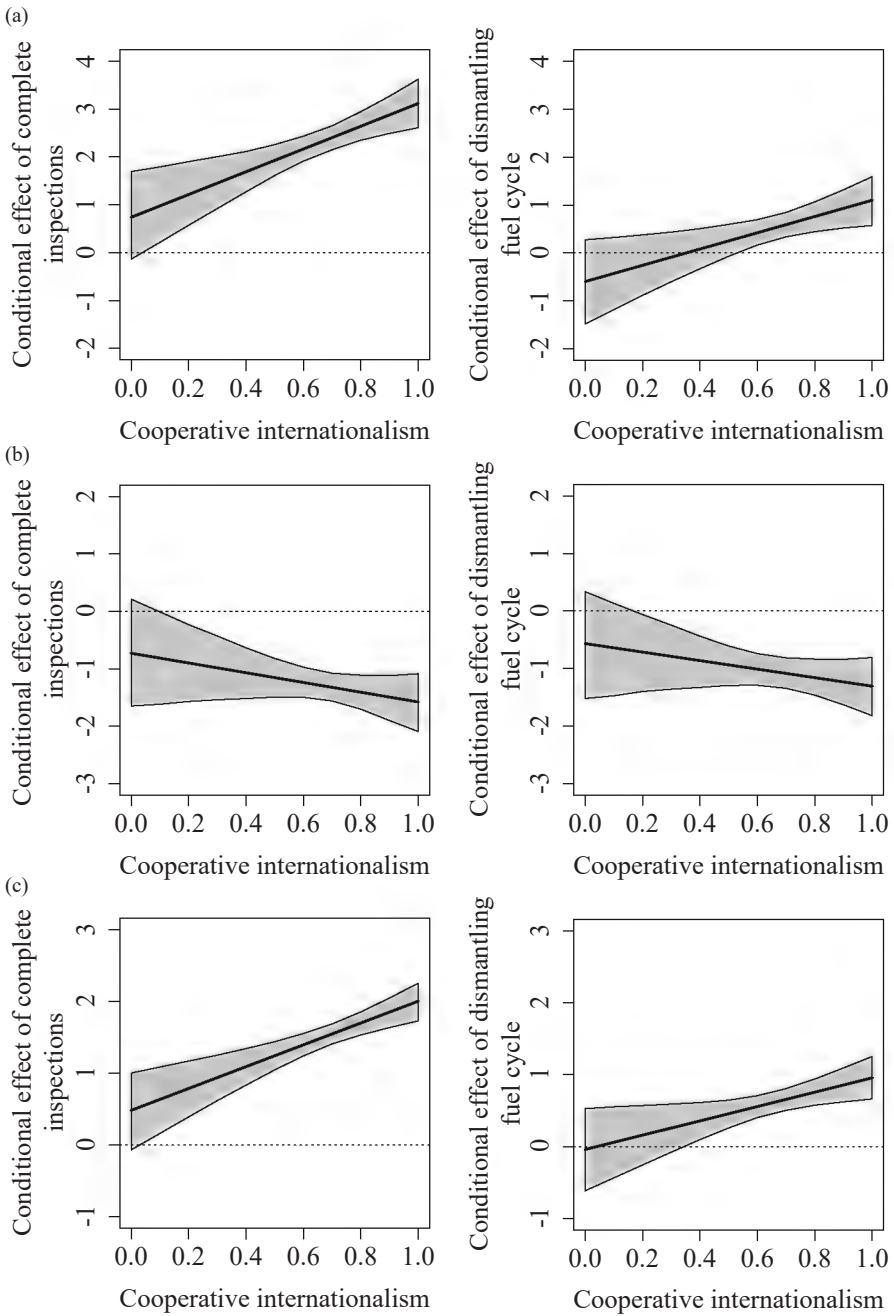 (a)
Conditional effect of complete
inspections
4
3
2
1
0
-1
-2
0.0 0.2 0.4 0.6 0.8 1.0
Cooperative internationalism
Conditional effect of dismantling
fuel cycle
4
3
2
1
0
-1
-2
0.0 0.2 0.4 0.6 0.8 1.0
Cooperative internationalism
(b)
Conditional effect of complete
inspections
2
1
0
-1
-2
-3
0.0 0.2 0.4 0.6 0.8 1.0
Cooperative internationalism
Conditional effect of dismantling
fuel cycle
2
1
0
-1
-2
-3
0.0 0.2 0.4 0.6 0.8 1.0
Cooperative internationalism
(c)
Conditional effect of complete
inspections
3
2
1
0
-1
0.0 0.2 0.4 0.6 0.8 1.0
Cooperative internationalism
Conditional effect of dismantling
fuel cycle
3
2
1
0
-1
0.0 0.2 0.4 0.6 0.8 1.0
Cooperative internationalism